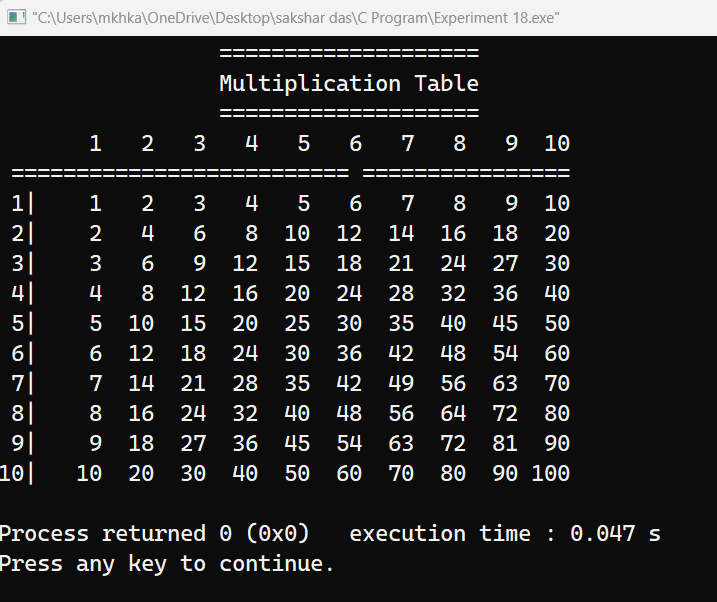 "C:\Users\mkhka\OneDrive\Desktop\sakshar das\C Program\Experiment 18.exe"
                 ====================
                 Multiplication Table
                 ====================
       1   2   3   4   5   6   7   8   9  10
 ========================== ================
 1|    1   2   3   4   5   6   7   8   9  10
 2|    2   4   6   8  10  12  14  16  18  20
 3|    3   6   9  12  15  18  21  24  27  30
 4|    4   8  12  16  20  24  28  32  36  40
 5|    5  10  15  20  25  30  35  40  45  50
 6|    6  12  18  24  30  36  42  48  54  60
 7|    7  14  21  28  35  42  49  56  63  70
 8|    8  16  24  32  40  48  56  64  72  80
 9|    9  18  27  36  45  54  63  72  81  90
10|   10  20  30  40  50  60  70  80  90 100
Process returned 0 (0x0)   execution time : 0.047 s
Press any key to continue.